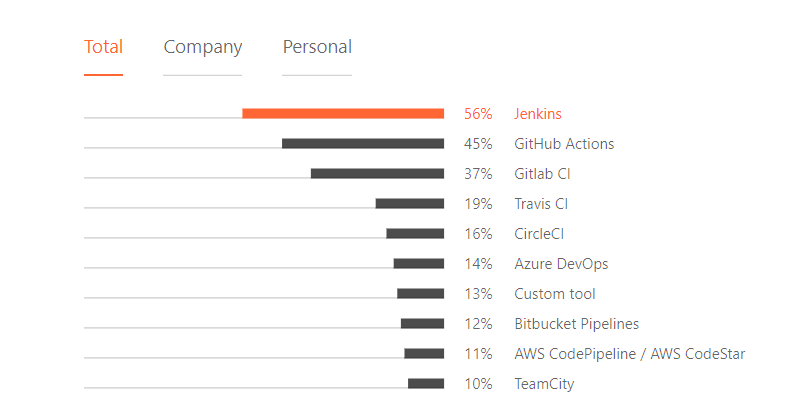 Total Company Personal
56% Jenkins
45% GitHub Actions
37% Gitlab CI
19% Travis CI
16% CircleCI
14% Azure DevOps
13% Custom tool
12% Bitbucket Pipelines
11% AWS CodePipeline / AWS CodeStar
10% TeamCity